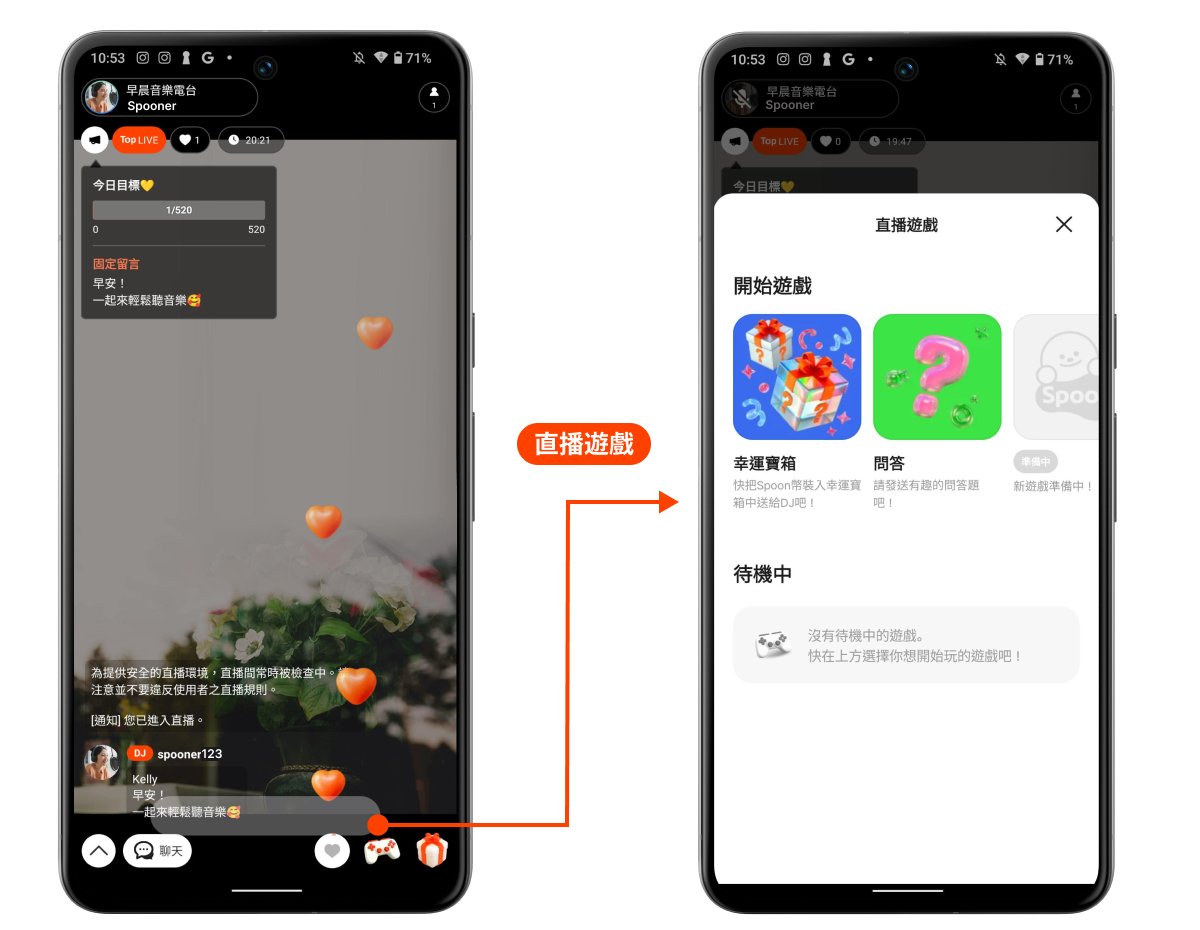 10:53
71%
早晨音樂電台
Spooner
1
Top LIVE
1
20:21
今日目標💛
1/520
0
520
固定留言
早安！
一起來輕鬆聽音樂🥰
為提供安全的直播環境，直播間常時被檢查中。
注意並不要違反使用者之直播規則。
[通知] 您已進入直播。
DJ spooner123
Kelly
早安！
一起來輕鬆聽音樂🥰
聊天
直播遊戲
10:53
71%
早晨音樂電台
Spooner
1
Top LIVE
0
19:47
今日目標💛
直播遊戲
開始遊戲
Spoo
幸運寶箱
快把Spoon幣裝入幸運寶
箱中送給DJ吧！
問答
請發送有趣的問答題
吧！
準備中
新遊戲準備中！
待機中
沒有待機中的遊戲。
快在上方選擇你想開始玩的遊戲吧！